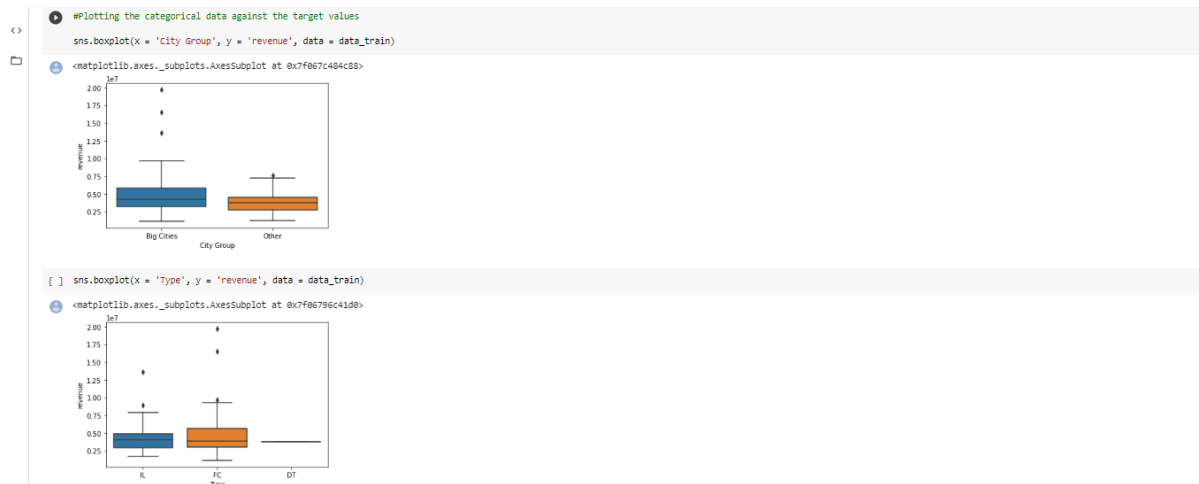 #Plotting the categorical data against the target values
sns.boxplot(x = 'City Group', y = 'revenue', data = data_train)
<matplotlib.axes._subplots.AxesSubplot at 0x7f067c484c88>
1e7
2.00
1.75
1.50
1.25
1.00
0.75
0.50
0.25
revenue
Big Cities Other
City Group
[ ] sns.boxplot(x = 'Type', y = 'revenue', data = data_train)
<matplotlib.axes._subplots.AxesSubplot at 0x7f06796c41d0>
1e7
2.00
1.75
1.50
1.25
1.00
0.75
0.50
0.25
revenue
IL FC DT